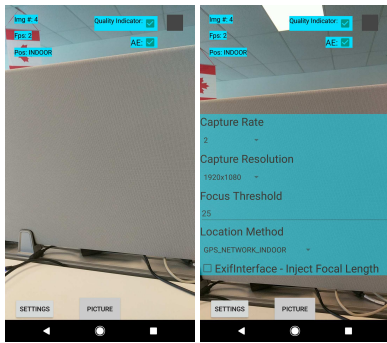 Img #: 4
Quality Indicator:
Fps: 2
AE:
Pos: INDOOR
SETTINGS
PICTURE
Img #: 4
Quality Indicator:
Fps: 2
AE:
Pos: INDOOR
Capture Rate
2
Capture Resolution
1920x1080
Focus Threshold
25
Location Method
GPS_NETWORK_INDOOR
ExifInterface - Inject Focal Length
SETTINGS
PICTURE